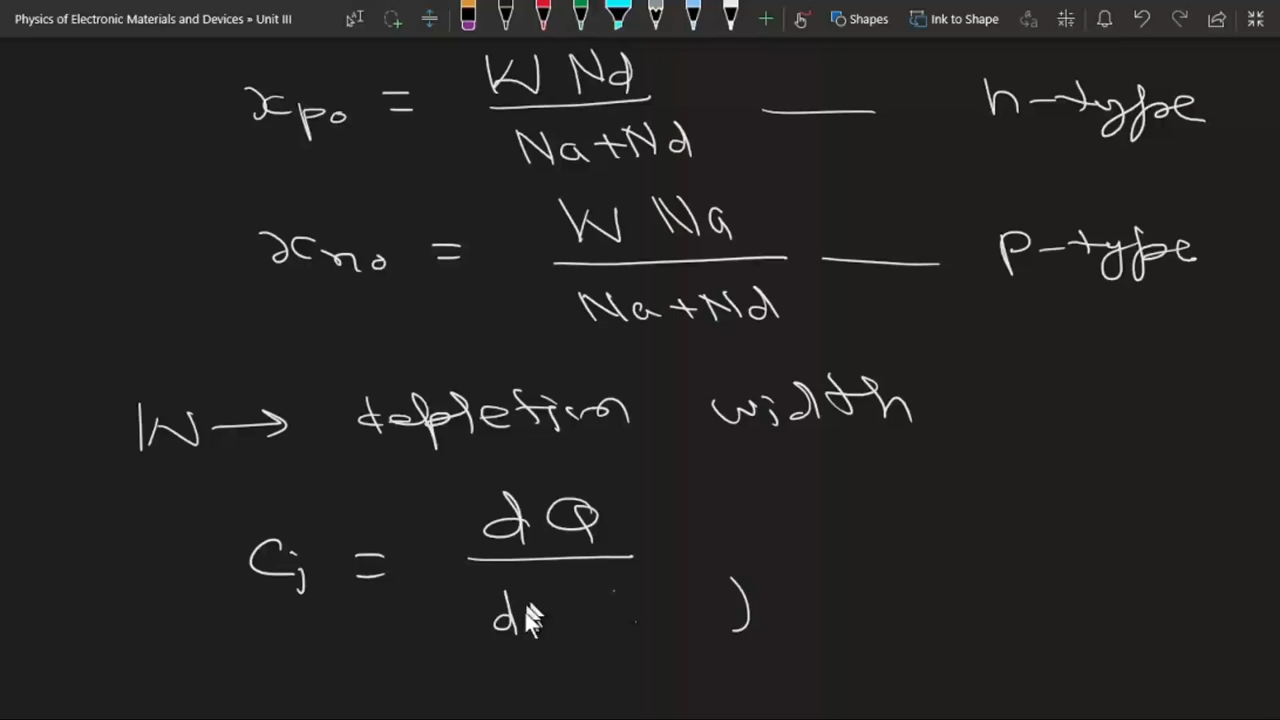 Physics of Electronic Materials and Devices » Unit III
Shapes
Ink to Shape
xpo = W Nd / Na+Nd — n-type
xno = W Na / Na+Nd — p-type
W → depletion width
Cj = dQ / d )